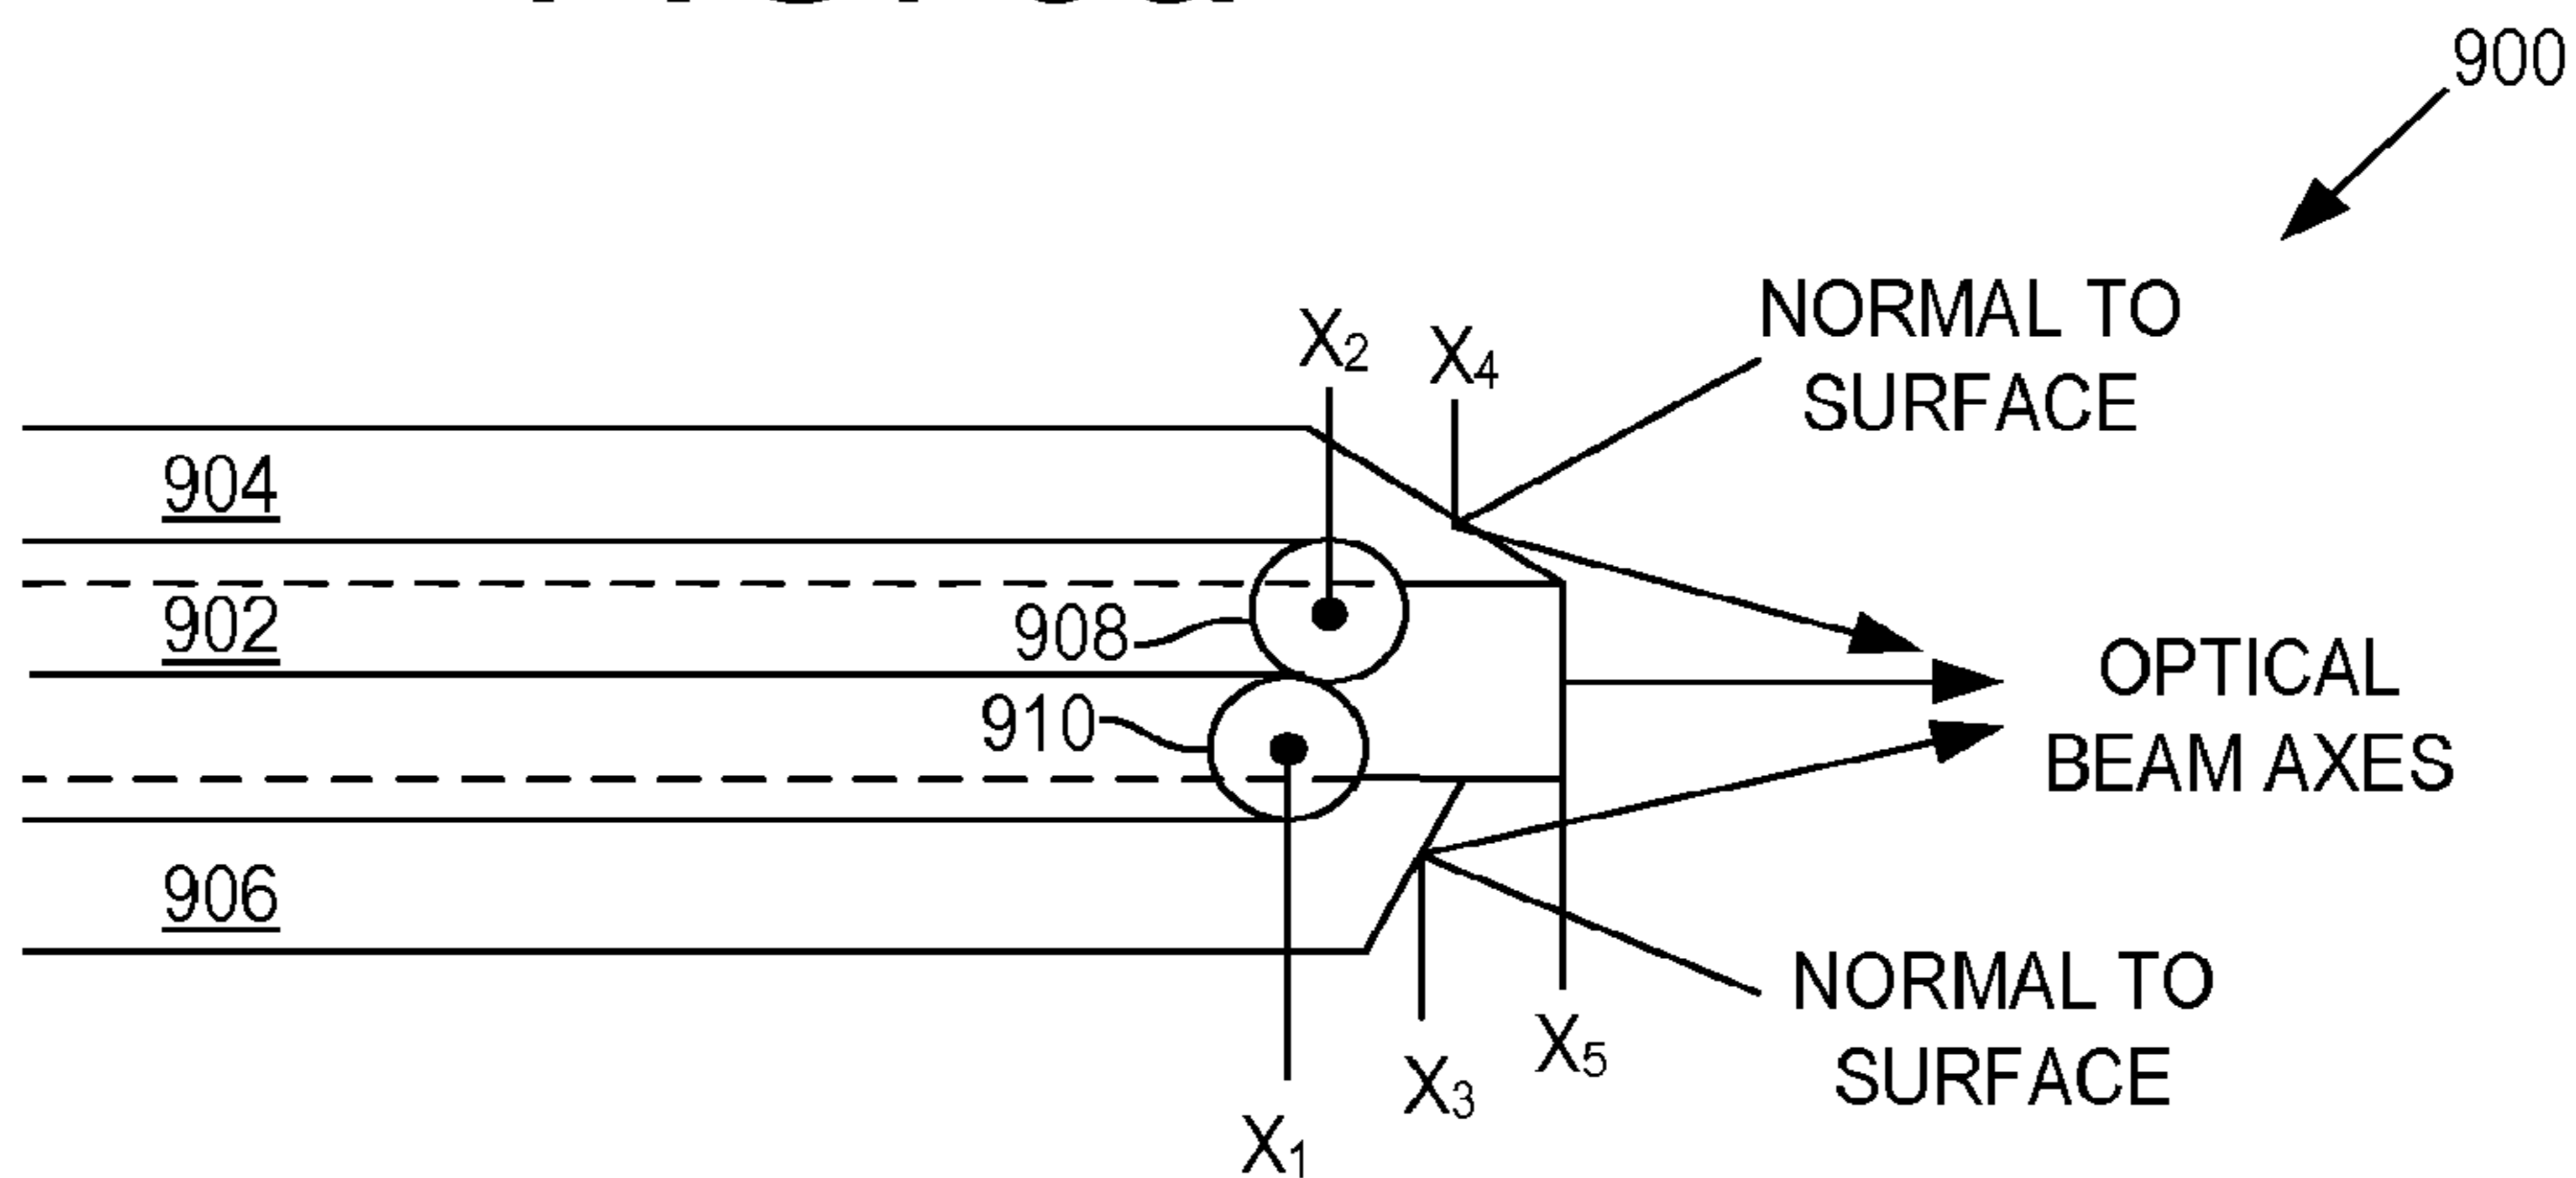 900
NORMAL TO
SURFACE
X2
X4
904
902
908
OPTICAL
BEAM AXES
910
906
NORMAL TO
SURFACE
X5
X3
X1